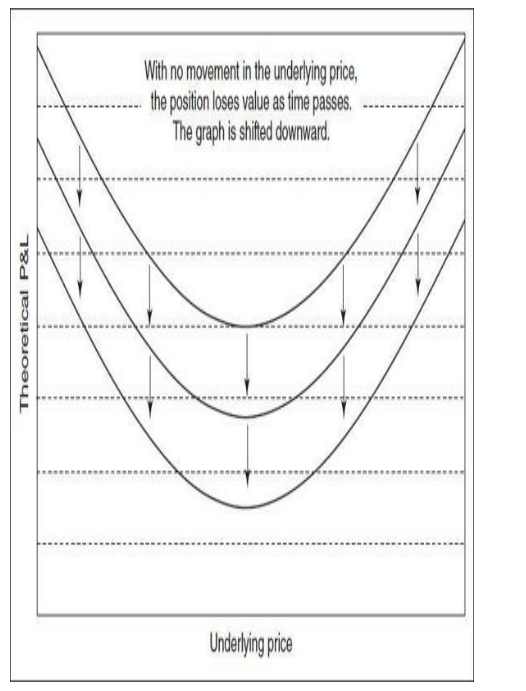 With no movement in the underlying price,
the position loses value as time passes.
The graph is shifted downward.
Theoretical P&L
Underlying price